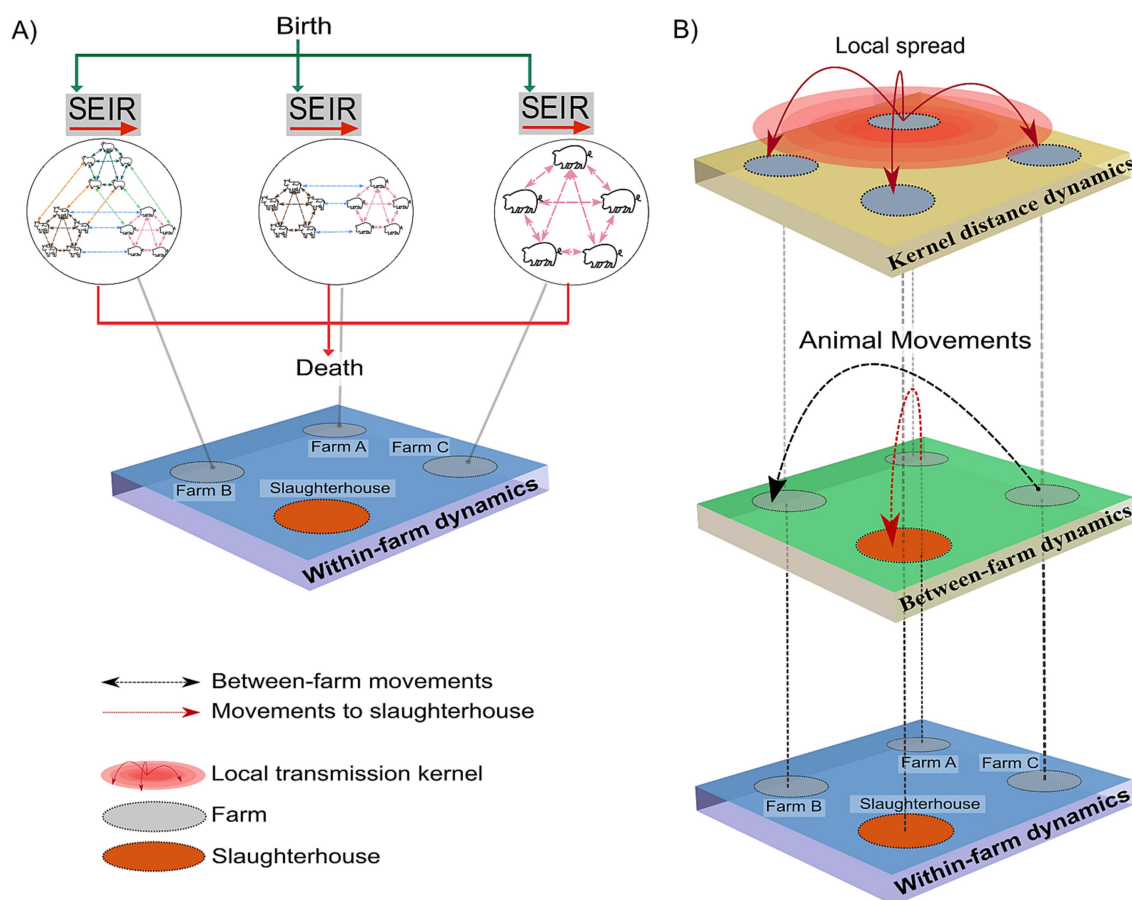 A)
Birth
SEIR
SEIR
SEIR
Death
Farm A
Farm C
Farm B
Slaughterhouse
Within-farm dynamics
Between-farm movements
Movements to slaughterhouse
Local transmission kernel
Farm
Slaughterhouse
B)
Local spread
Kernel distance dynamics
Animal Movements
Between-farm dynamics
Farm A
Farm C
Farm B
Slaughterhouse
Within-farm dynamics